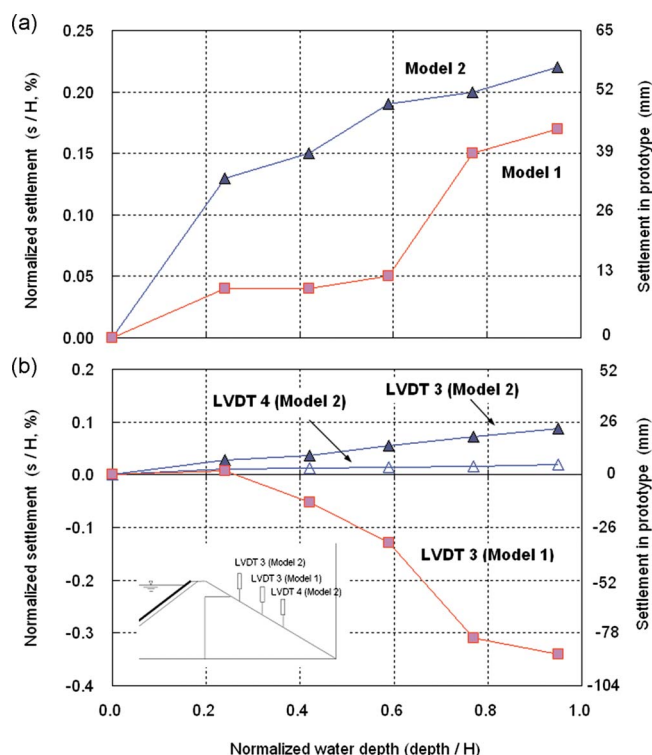 (a)
0.25
0.20
0.15
0.10
0.05
0.00
Normalized settlement (s / H, %)
Model 2
Model 1
65
52
39
26
13
0
Settlement in prototype (mm)
(b)
0.2
0.1
0.0
-0.1
-0.2
-0.3
-0.4
Normalized settlement (s / H, %)
LVDT 4 (Model 2)
LVDT 3 (Model 2)
LVDT 3 (Model 1)
LVDT 3 (Model 2)
LVDT 3 (Model 1)
LVDT 4 (Model 2)
52
26
0
-26
-52
-78
-104
Settlement in prototype (mm)
0.0 0.2 0.4 0.6 0.8 1.0
Normalized water depth (depth / H)